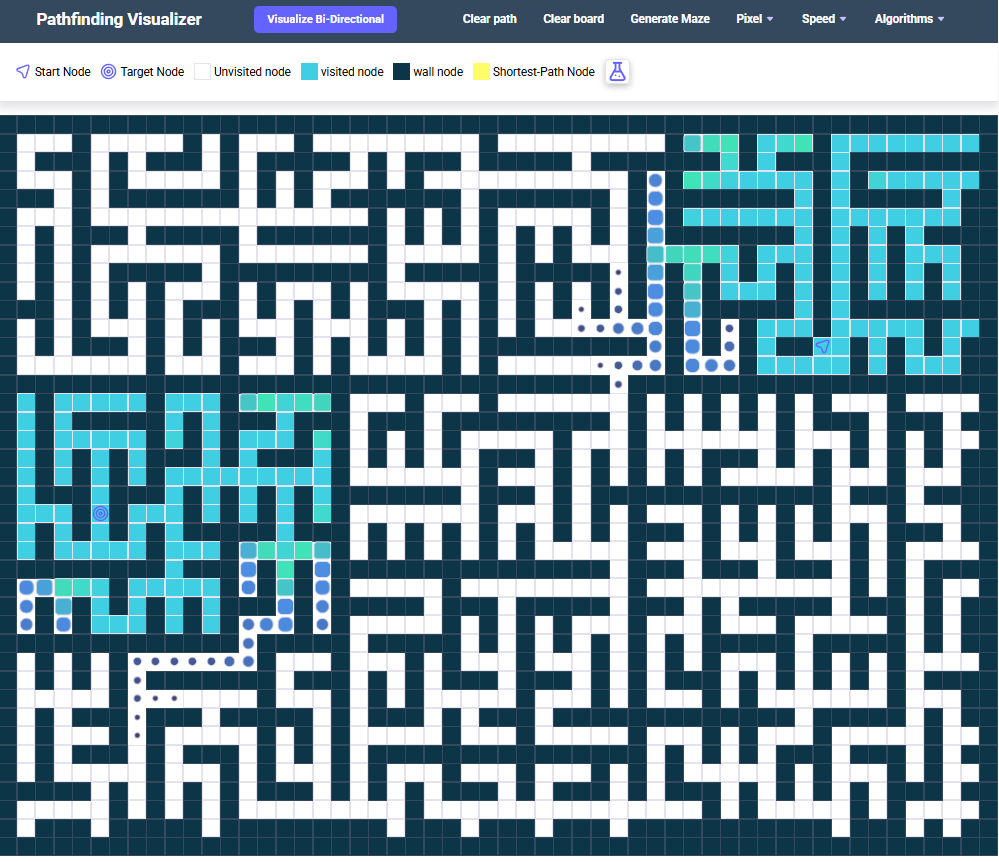 Pathfinding Visualizer
Visualize Bi-Directional
Clear path
Clear board
Generate Maze
Pixel
Speed
Algorithms
Start Node
Target Node
Unvisited node
visited node
wall node
Shortest-Path Node